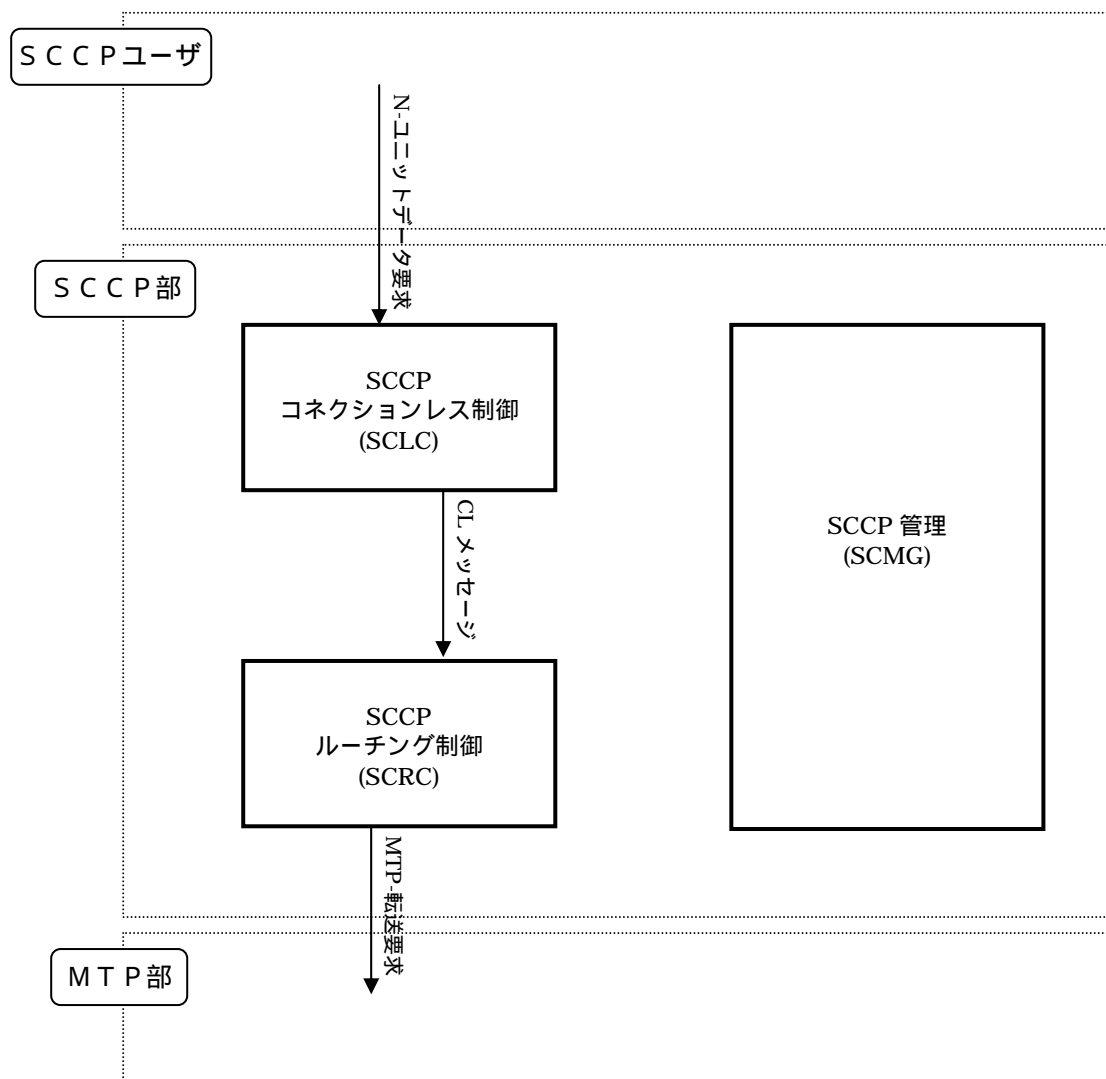 ＳＣＣＰユーザ
N-ユニットデータ要求
ＳＣＣＰ部
SCCP
コネクションレス制御
(SCLC)
SCCP 管理
(SCMG)
CL メッセージ
SCCP
ルーチング制御
(SCRC)
MTP-転送要求
ＭＴＰ部